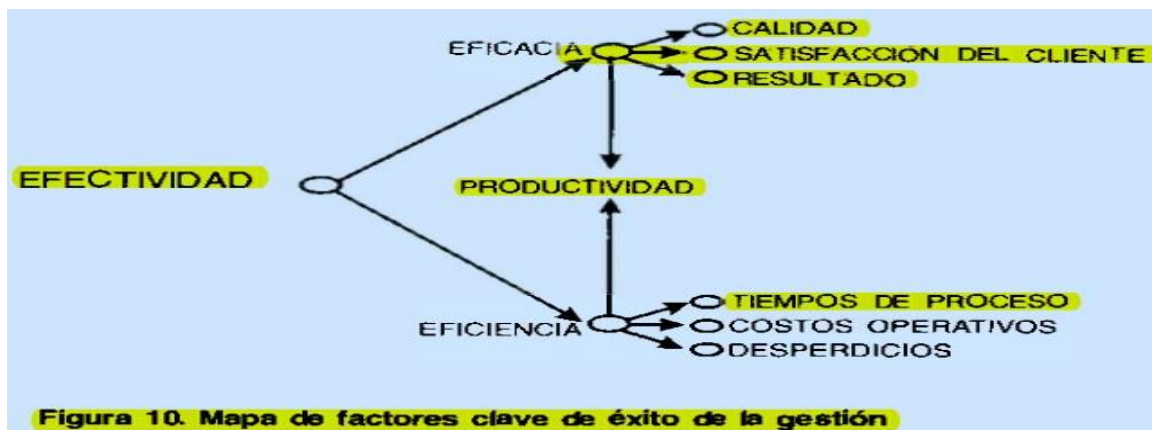 CALIDAD
EFICACIA
SATISFACCIÓN DEL CLIENTE
RESULTADO
EFECTIVIDAD
PRODUCTIVIDAD
TIEMPOS DE PROCESO
EFICIENCIA
COSTOS OPERATIVOS
DESPERDICIOS
Figura 10. Mapa de factores clave de éxito de la gestión